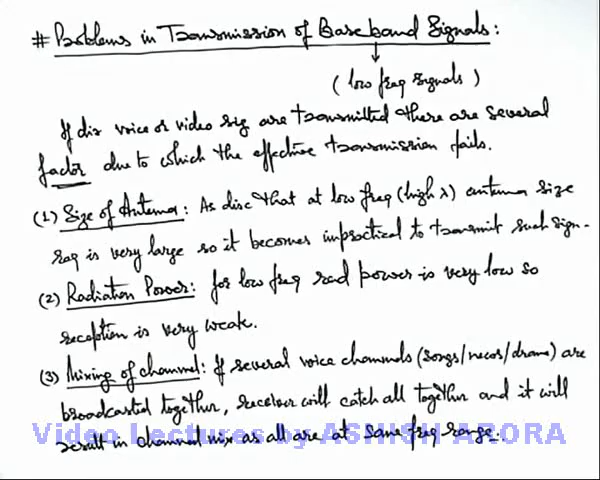 # Problems in Transmission of Baseband Signals:
(low freq signals)
If dir voice or video sig are transmitted there are several
factor due to which the effective transmission fails.
(1) Size of Antenna: As disc that at low freq (high λ) antenna size
req is very large so it becomes impractical to transmit such sign.
(2) Radiation Power: for low freq rad power is very low so
reception is very weak.
(3) Mixing of channel: If several voice channels (songs/news/drama) are
broadcasted together, receiver will catch all together and it will
result in channel mix as all are at same freq range.
Video Lectures by ASHISH ARORA